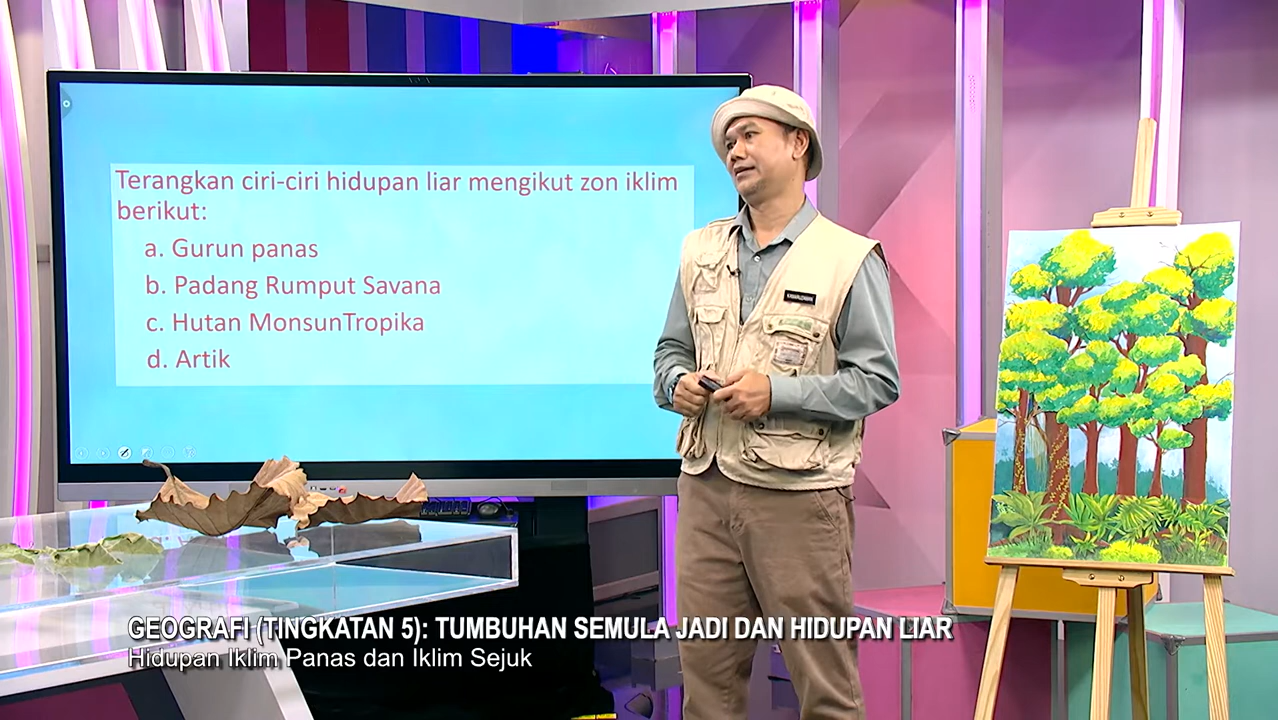 Terangkan ciri-ciri hidupan liar mengikut zon iklim
berikut:
a. Gurun panas
b. Padang Rumput Savana
c. Hutan MonsunTropika
d. Artik
KAMARUZAMAN
GEOGRAFI (TINGKATAN 5): TUMBUHAN SEMULA JADI DAN HIDUPAN LIAR
Hidupan Iklim Panas dan Iklim Sejuk